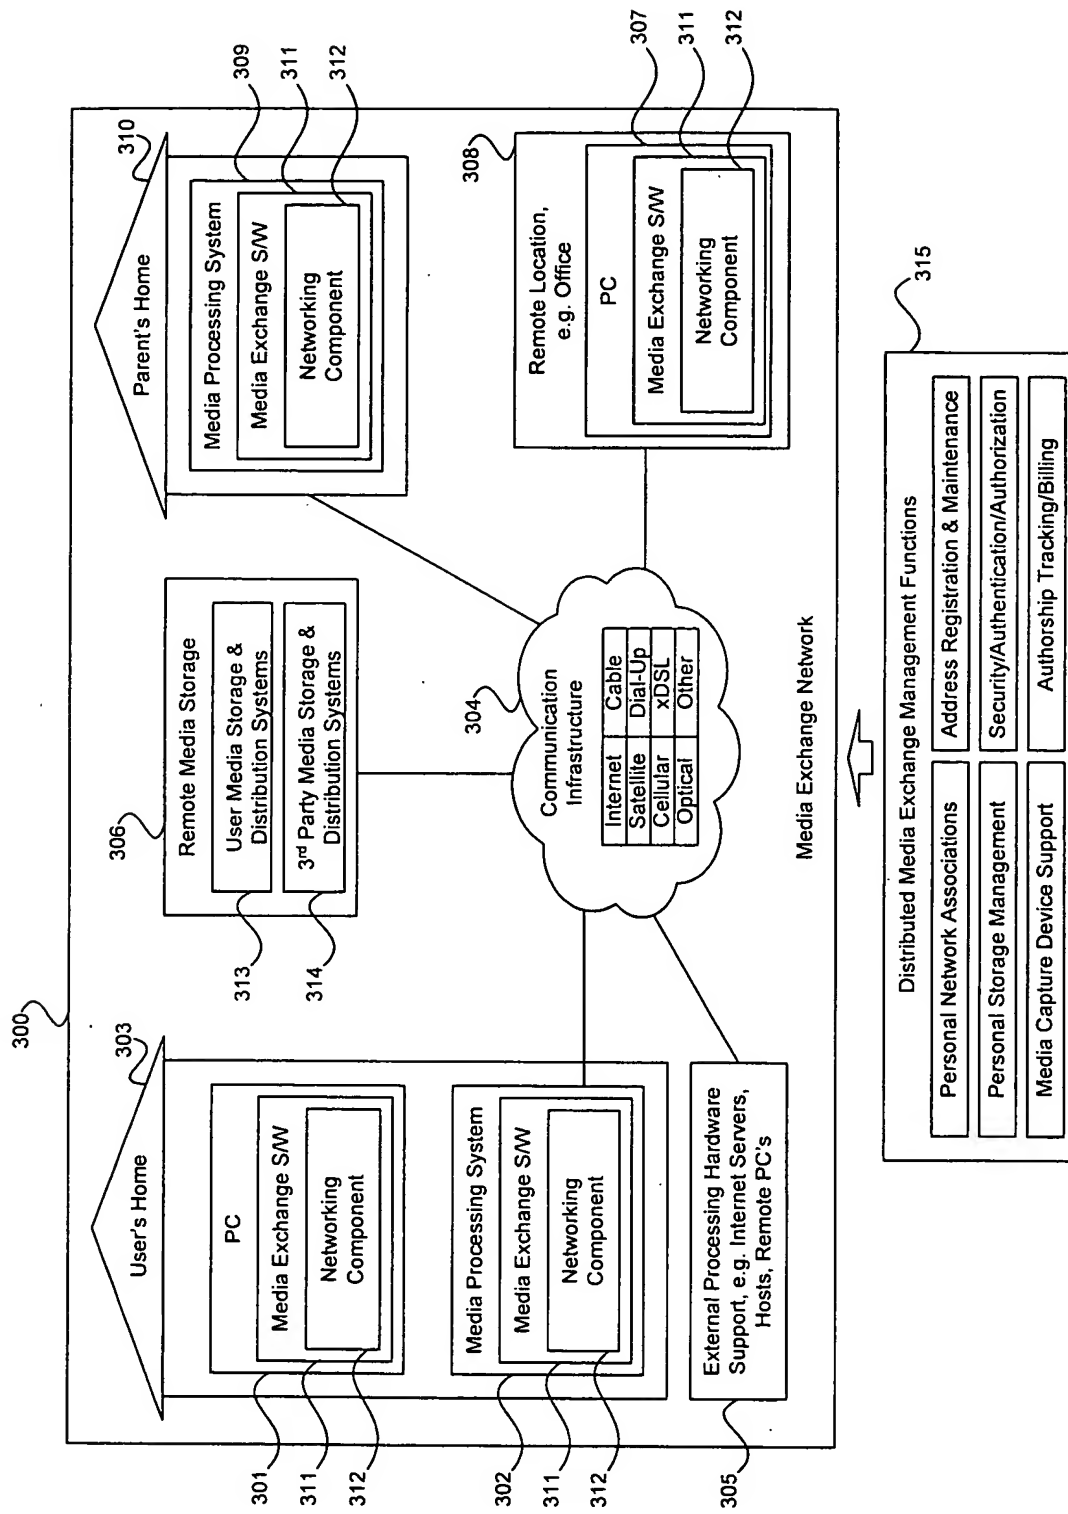 300
303
User's Home
PC
Media Exchange S/W
Networking
Component
301
311
312
Media Processing System
Media Exchange S/W
Networking
Component
302
311
312
External Processing Hardware
Support, e.g. Internet Servers,
Hosts, Remote PC's
305
306
Remote Media Storage
User Media Storage &
Distribution Systems
3rd Party Media Storage &
Distribution Systems
313
314
304
Communication
Infrastructure
Internet Cable
Satellite Dial-Up
Cellular xDSL
Optical Other
310
Parent's Home
Media Processing System
Media Exchange S/W
Networking
Component
309
311
312
308
Remote Location,
e.g. Office
PC
Media Exchange S/W
Networking
Component
307
311
312
Media Exchange Network
315
Distributed Media Exchange Management Functions
Personal Network Associations
Address Registration & Maintenance
Personal Storage Management
Security/Authentication/Authorization
Media Capture Device Support
Authorship Tracking/Billing